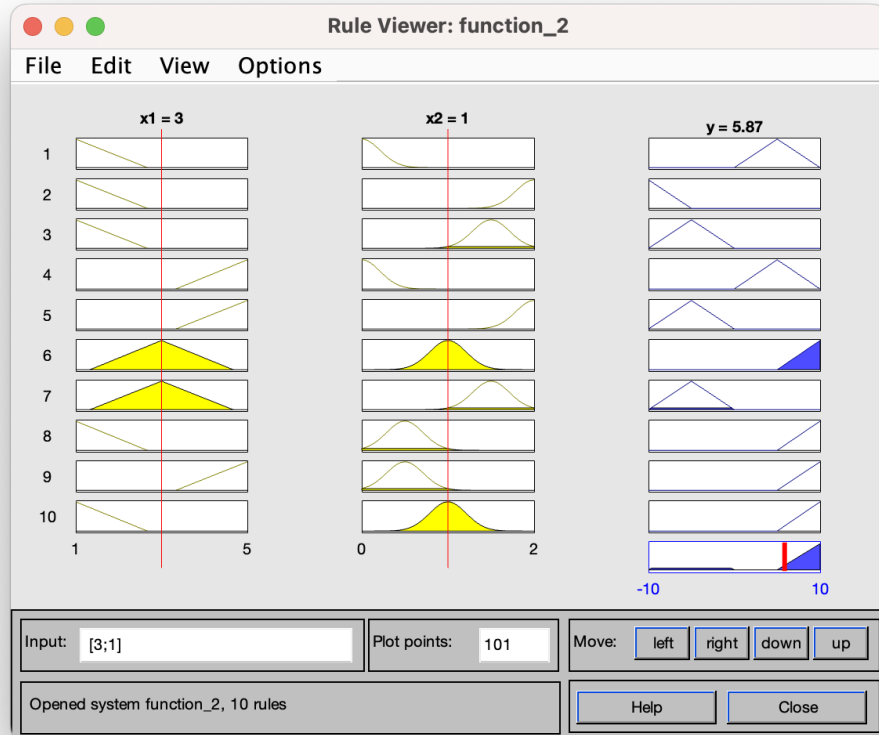 Rule Viewer: function_2
File Edit View Options
x1 = 3 x2 = 1 y = 5.87
1
2
3
4
5
6
7
8
9
10
1 5 0 2
-10 10
Input: [3;1] Plot points: 101 Move: left right down up
Opened system function_2, 10 rules Help Close